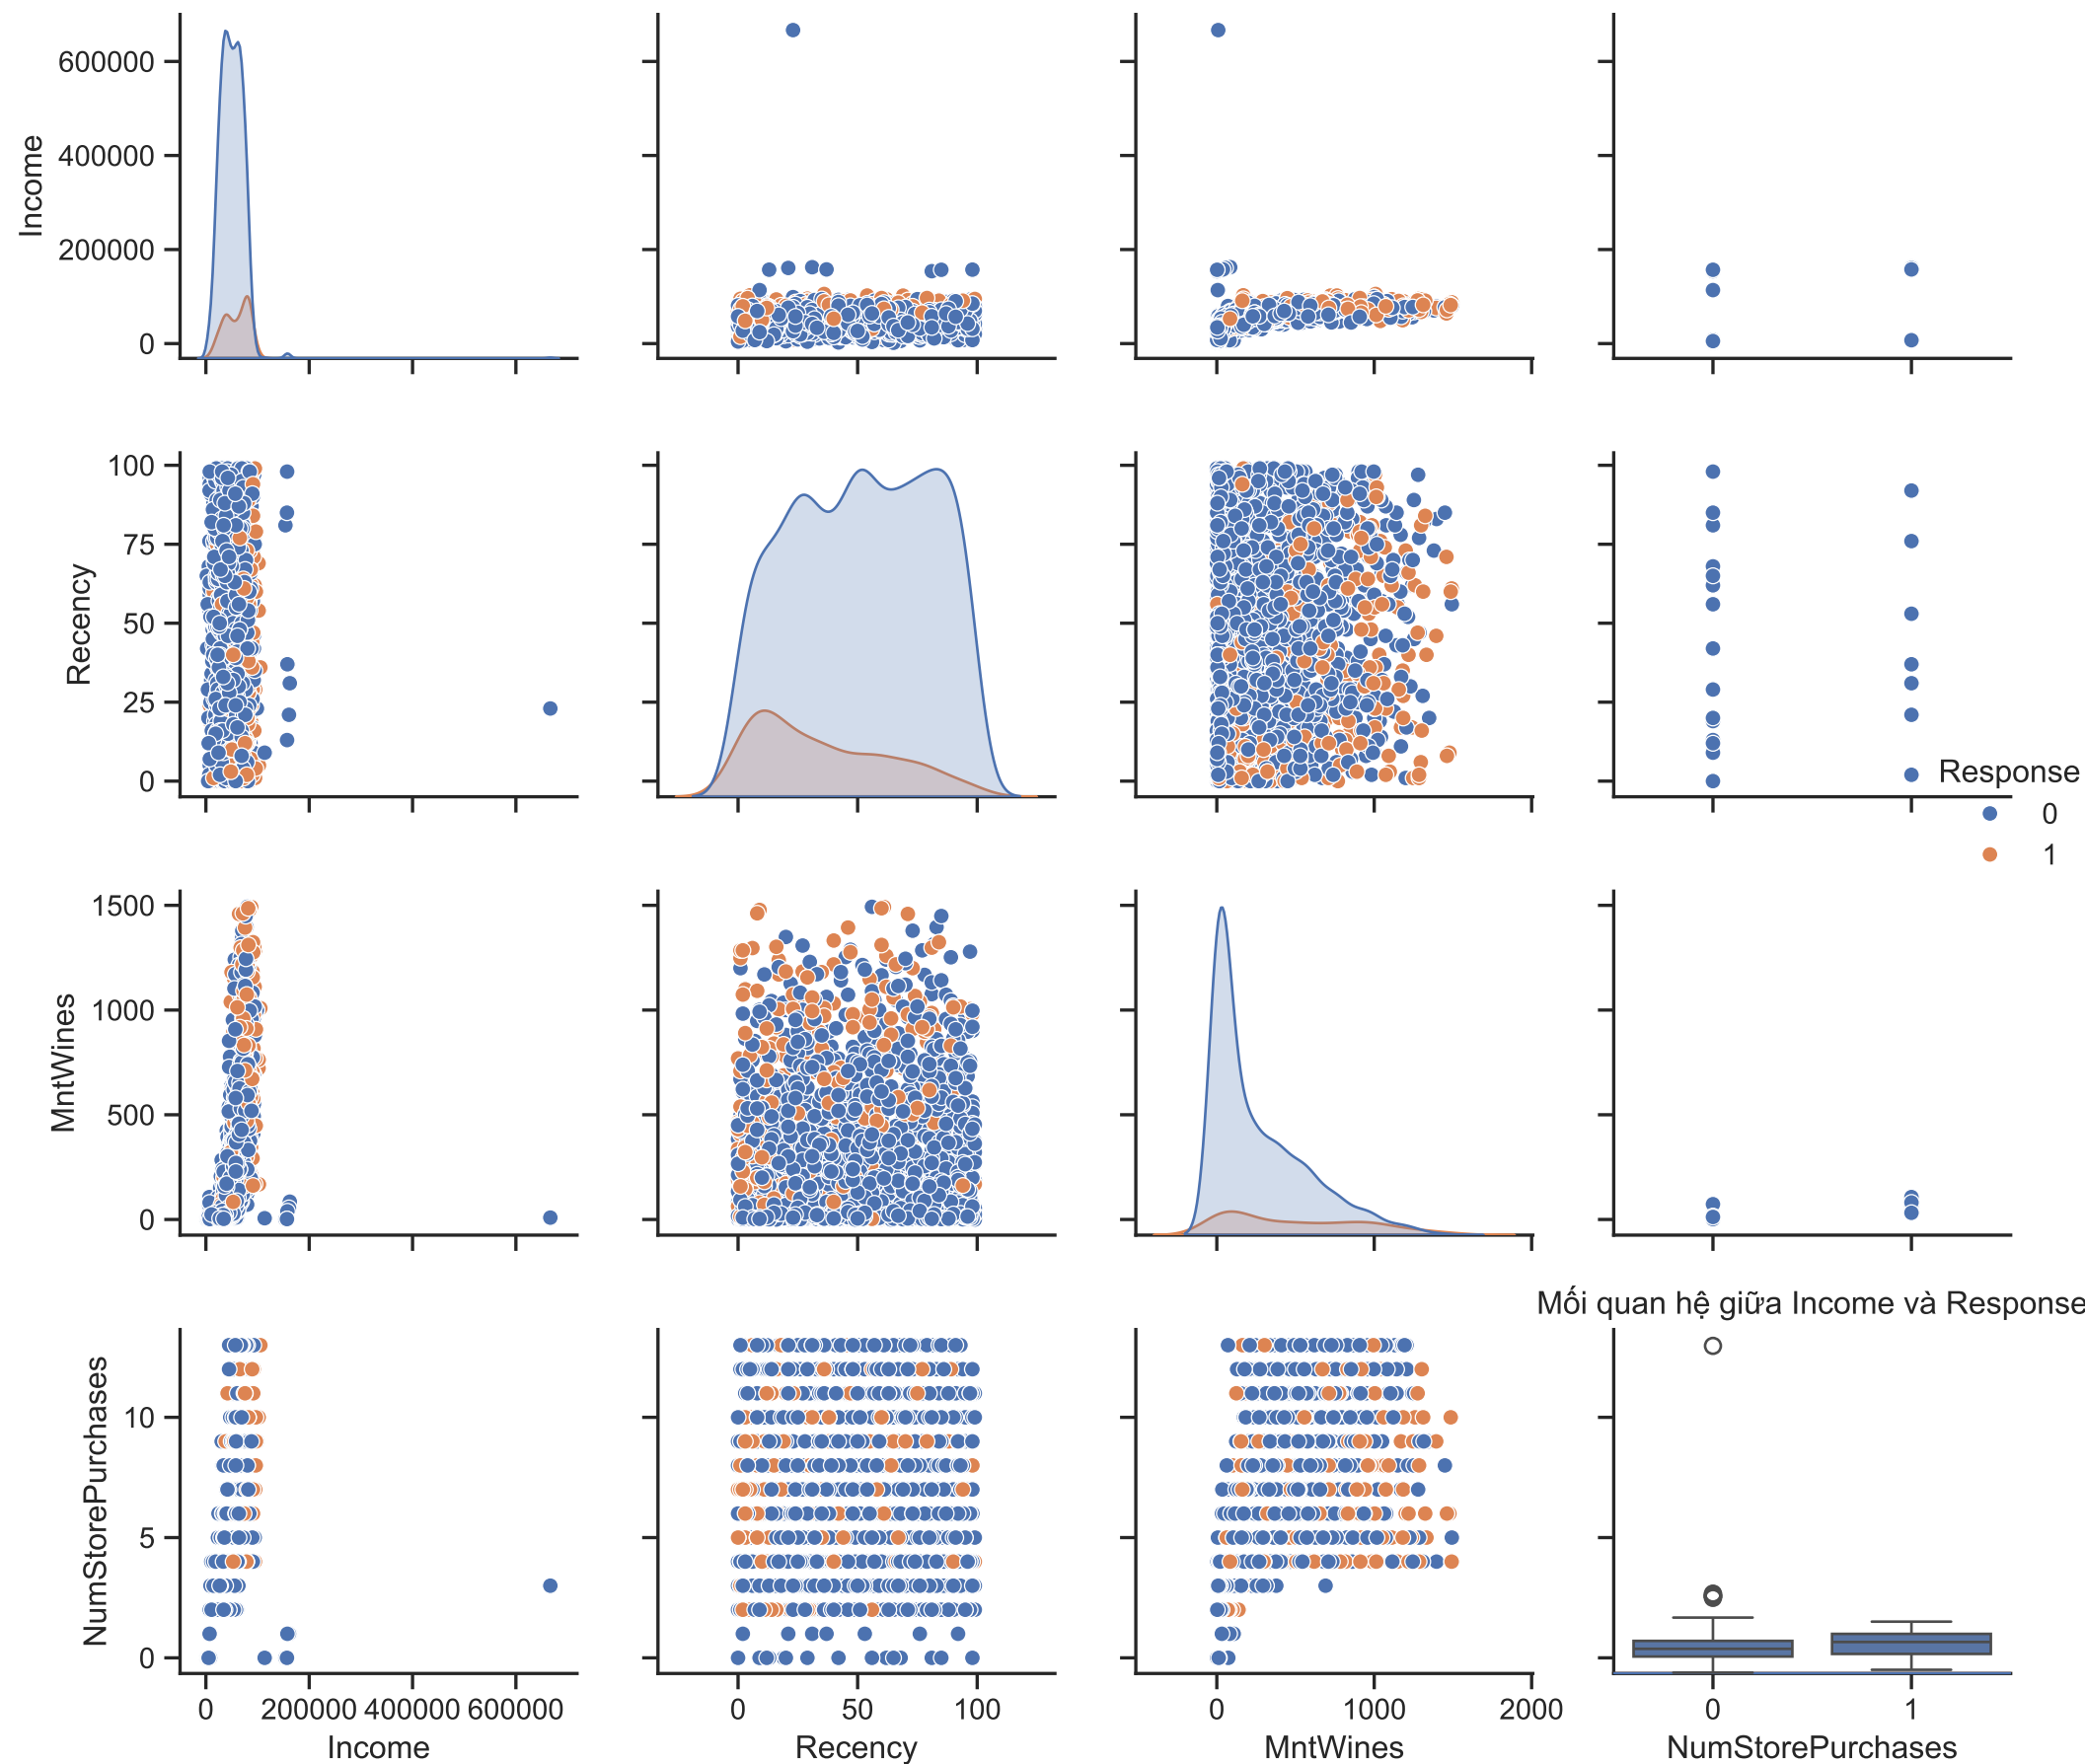 600000
400000
200000
0
Income
100
75
50
25
0
Recency
Response
0
1
1500
1000
500
0
MntWines
Mối quan hệ giữa Income và Response
10
5
0
NumStorePurchases
0 200000 400000 600000
Income
0 50 100
Recency
0 1000 2000
MntWines
0 1
NumStorePurchases